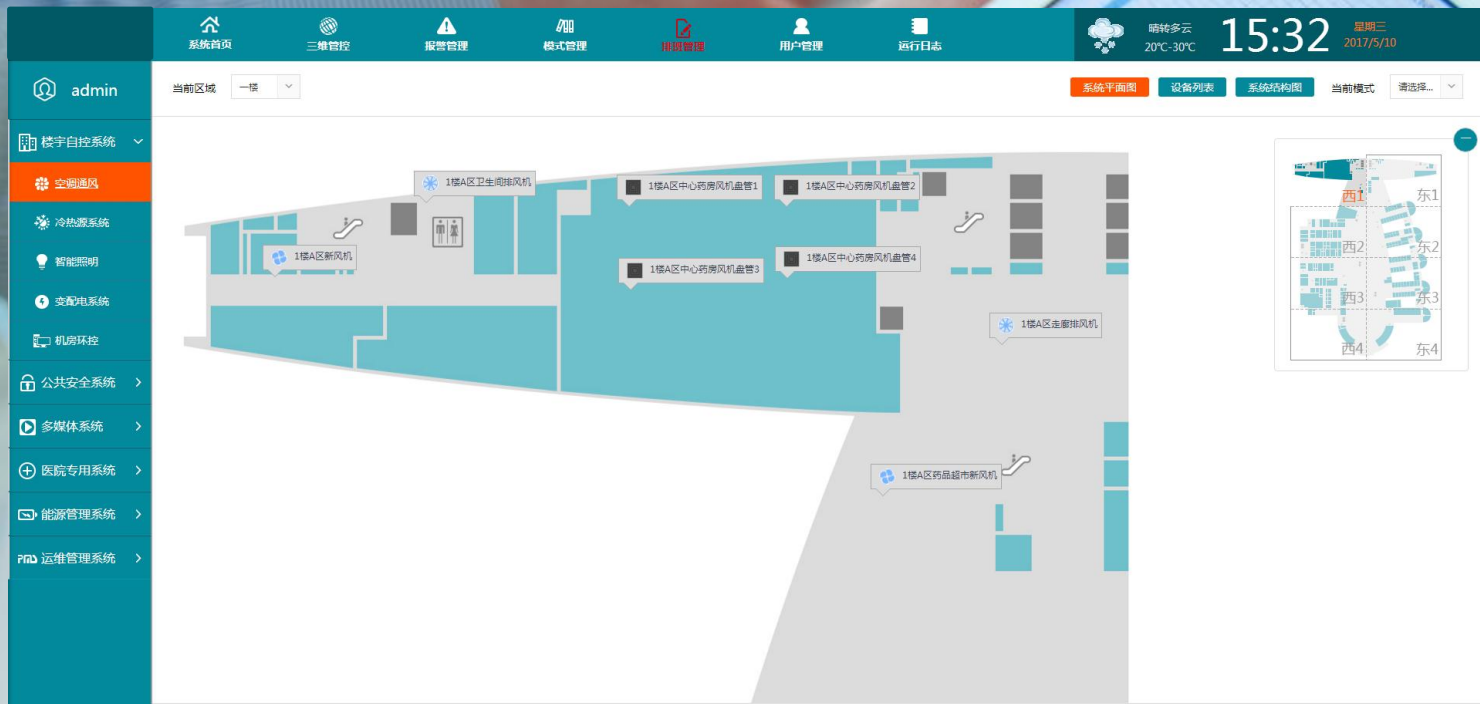 系统首页
三维管控
报警管理
模式管理
排班管理
用户管理
运行日志
晴转多云
20℃-30℃
15:32
星期三
2017/5/10
admin
当前区域
一楼
系统平面图
设备列表
系统结构图
当前模式
请选择...
楼宇自控系统
空调通风
冷热源系统
智能照明
变配电系统
机房环控
公共安全系统
多媒体系统
医院专用系统
能源管理系统
运维管理系统
1楼A区卫生间排风机
1楼A区中心药房风机盘管1
1楼A区中心药房风机盘管2
1楼A区新风机
1楼A区中心药房风机盘管3
1楼A区中心药房风机盘管4
1楼A区走廊排风机
1楼A区药品超市新风机
西1
东1
西2
东2
西3
东3
西4
东4